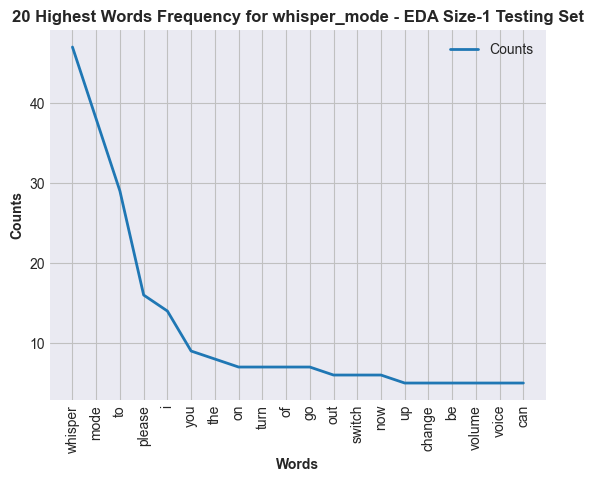 20 Highest Words Frequency for whisper_mode - EDA Size-1 Testing Set
Counts
40
30
20
10
Counts
whisper
mode
to
please
i
you
the
on
turn
of
go
out
switch
now
up
change
be
volume
voice
can
Words